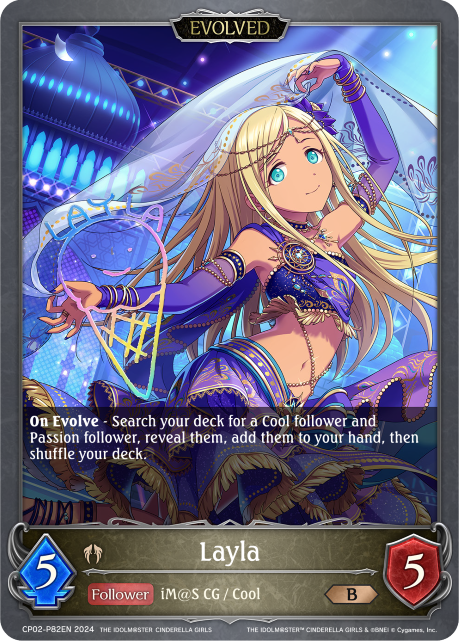 EVOLVED
LAYLA
On Evolve - Search your deck for a Cool follower and
Passion follower, reveal them, add them to your hand, then
shuffle your deck.
5
Layla
5
Follower
iM@S CG / Cool
B
CP02-P82EN 2024 THE IDOLM@STER CINDERELLA GIRLS
THE IDOLM@STER™ CINDERELLA GIRLS & ©BNEI © Cygames, Inc.